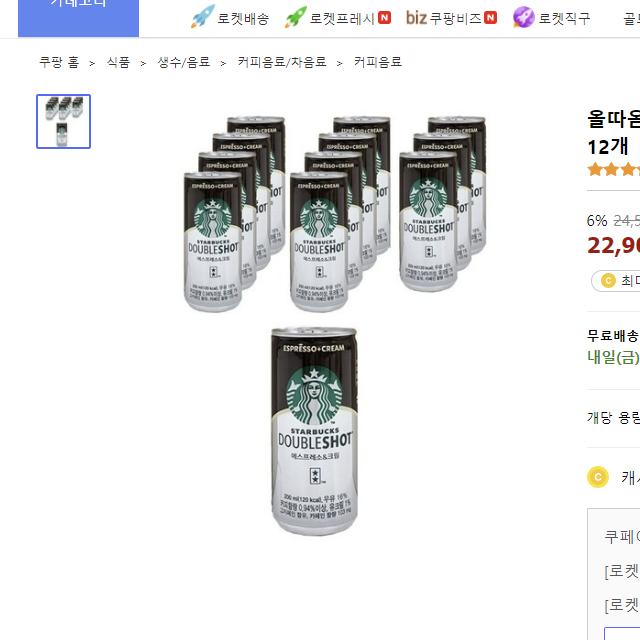 카테고리
로켓배송 로켓프레시 N biz 쿠팡비즈 N 로켓직구 골
쿠팡 홈 > 식품 > 생수/음료 > 커피음료/차음료 > 커피음료
올따옴
12개
6% 24,5
22,90
C 최대
무료배송
내일(금)
개당 용량
C 캐시
쿠페이
[로켓
[로켓
ESPRESSO+CREAM
STARBUCKS
DOUBLESHOT
에스프레소&크림
200 ml(120 kcal), 우유 16%
커피함량 0.94%이상, 유크림 1%
고카페인 함유, 카페인 함량 103 mg